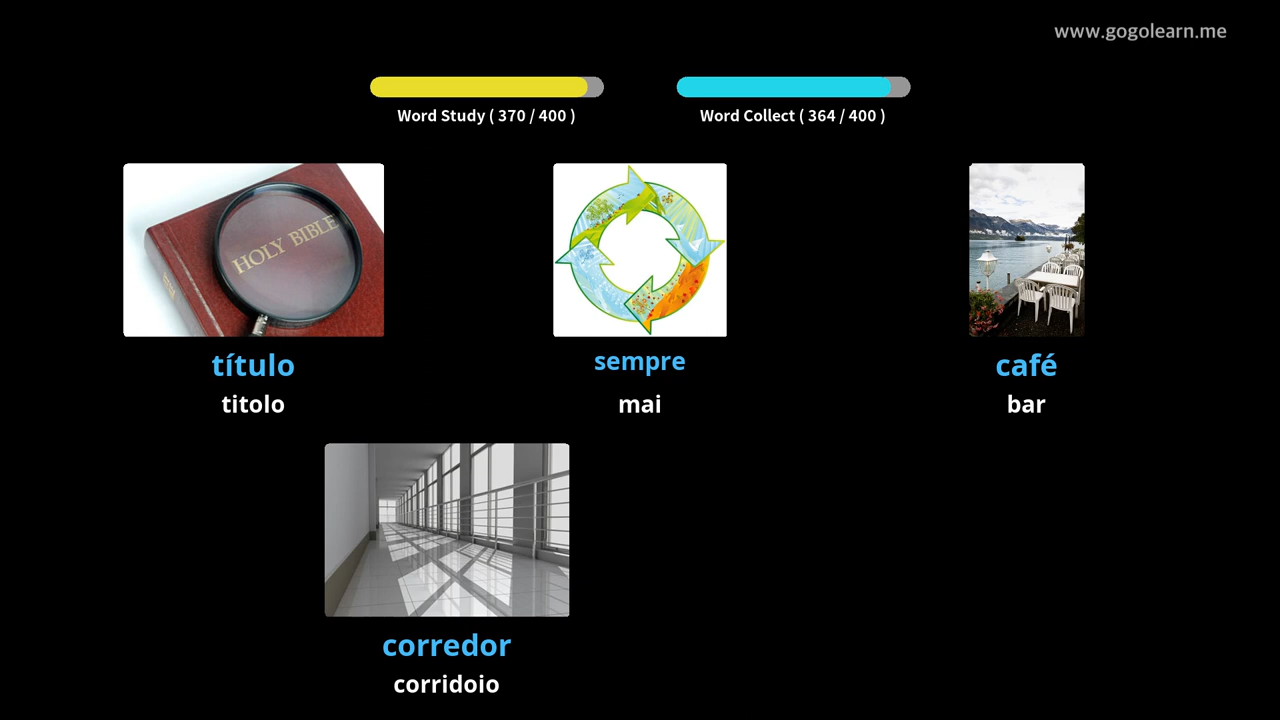 www.gogolearn.me
Word Study ( 370 / 400 )
Word Collect ( 364 / 400 )
HOLY BIBLE
título
titolo
sempre
mai
café
bar
corredor
corridoio